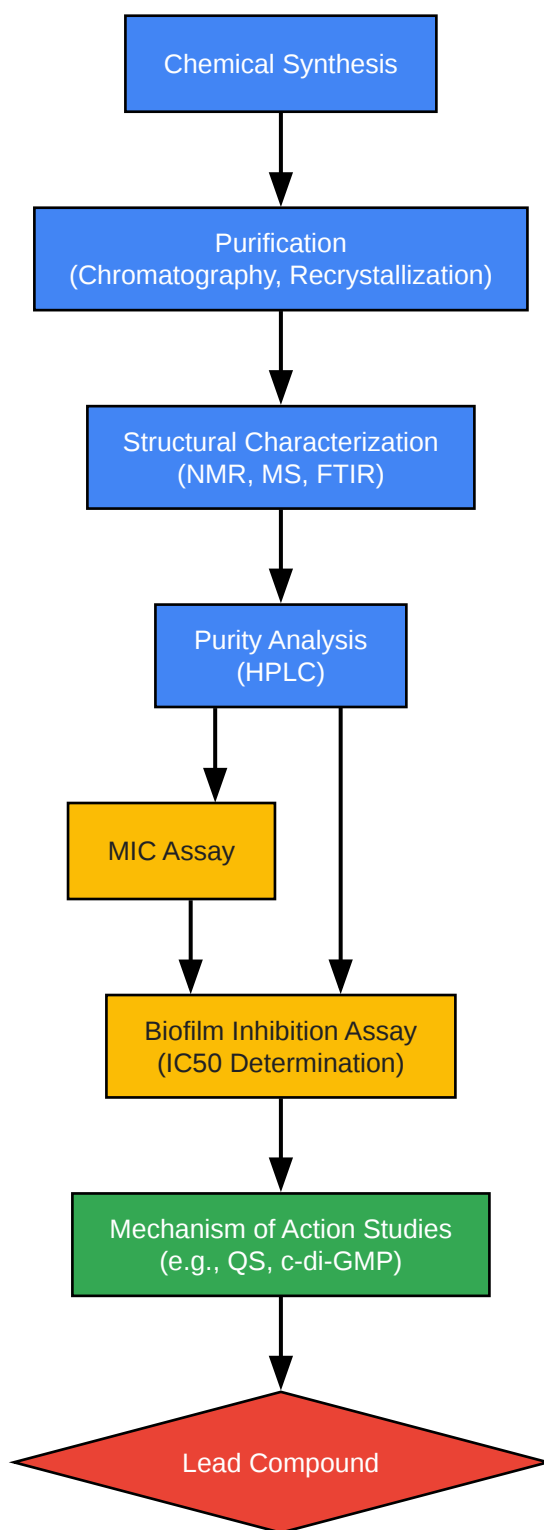 Chemical Synthesis
Purification
(Chromatography, Recrystallization)
Structural Characterization
(NMR, MS, FTIR)
Purity Analysis
(HPLC)
MIC Assay
Biofilm Inhibition Assay
(IC50 Determination)
Mechanism of Action Studies
(e.g., QS, c-di-GMP)
Lead Compound